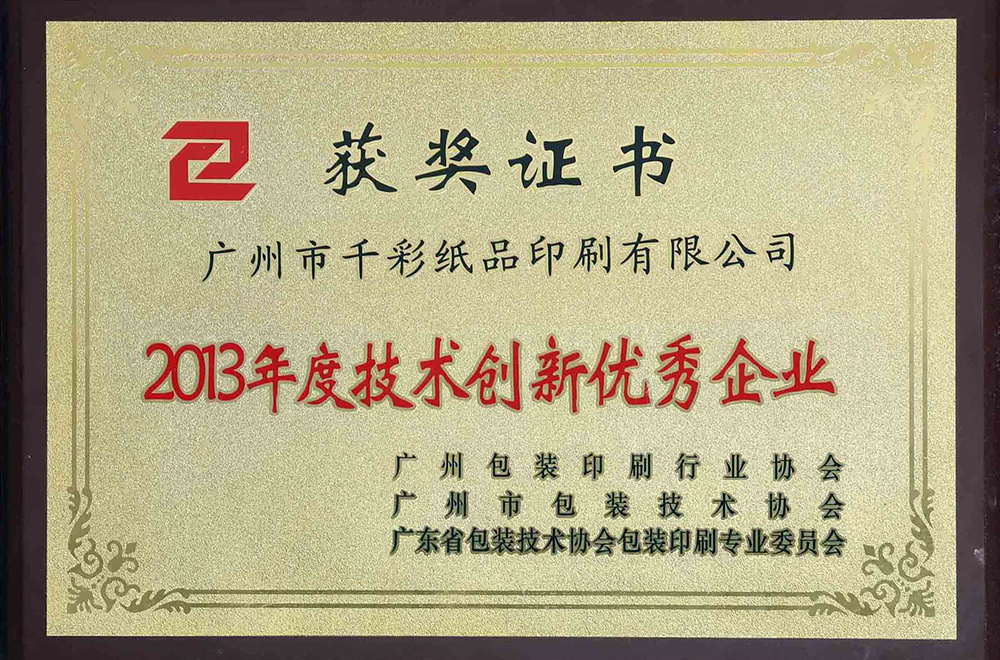 获奖证书
广州市千彩纸品印刷有限公司
2013年度技术创新优秀企业
广州包装印刷行业协会
广州市包装技术协会
广东省包装技术协会包装印刷专业委员会